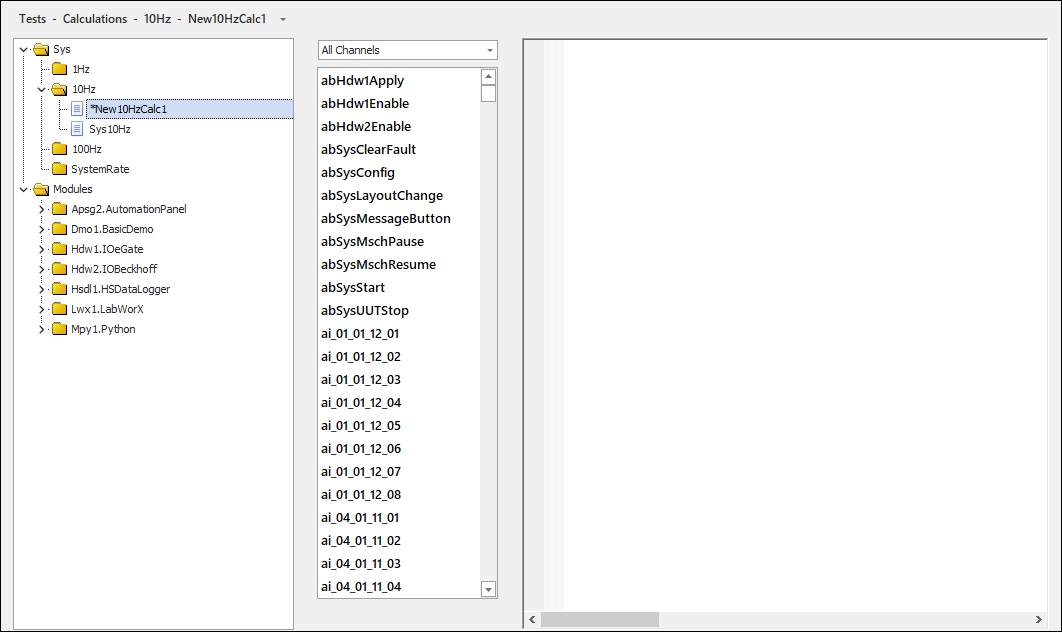 Tests - Calculations - 10Hz - New10HzCalc1
Sys
1Hz
10Hz
*New10HzCalc1
Sys10Hz
100Hz
SystemRate
Modules
Apsg2.AutomationPanel
Dmo1.BasicDemo
Hdw1.IOeGate
Hdw2.IOBeckhoff
Hsdl1.HSDataLogger
Lwx1.LabWorX
Mpy1.Python
All Channels
abHdw1Apply
abHdw1Enable
abHdw2Enable
abSysClearFault
abSysConfig
abSysLayoutChange
abSysMessageButton
abSysMschPause
abSysMschResume
abSysStart
abSysUUTStop
ai_01_01_12_01
ai_01_01_12_02
ai_01_01_12_03
ai_01_01_12_04
ai_01_01_12_05
ai_01_01_12_06
ai_01_01_12_07
ai_01_01_12_08
ai_04_01_11_01
ai_04_01_11_02
ai_04_01_11_03
ai_04_01_11_04